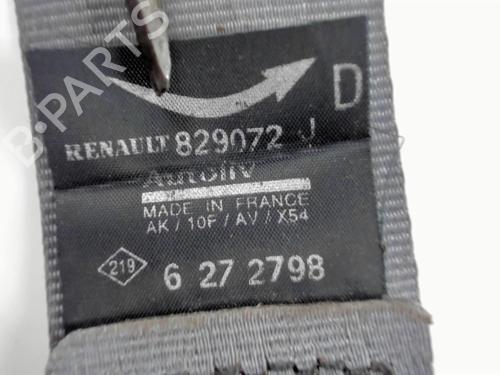 D
RENAULT 829072 J
Autoliv
MADE IN FRANCE
AK / 10F / AV / X54
219
6 27 2798
B-PARTS